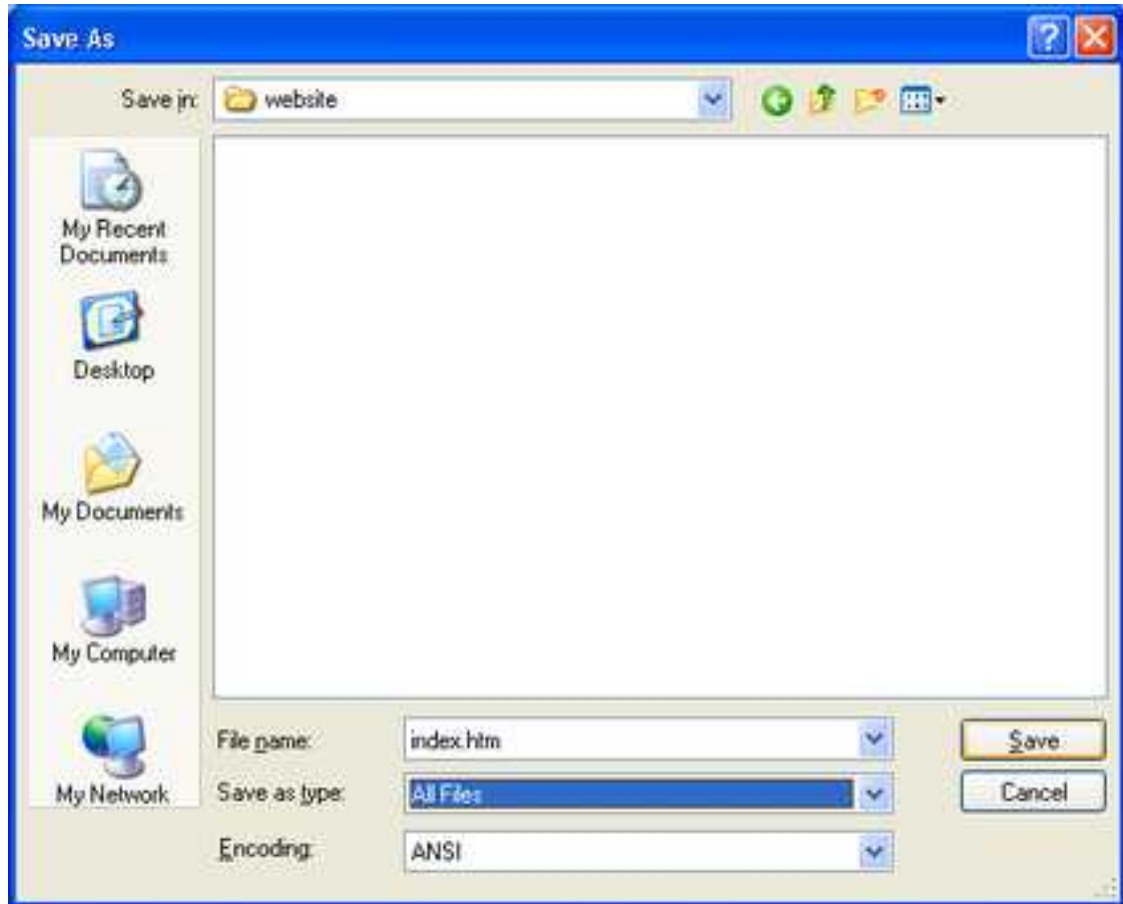 Save As
Save in:
website
My Recent
Documents
Desktop
My Documents
My Computer
My Network
File name:
index.htm
Save
Save as type:
All Files
Cancel
Encoding:
ANSI